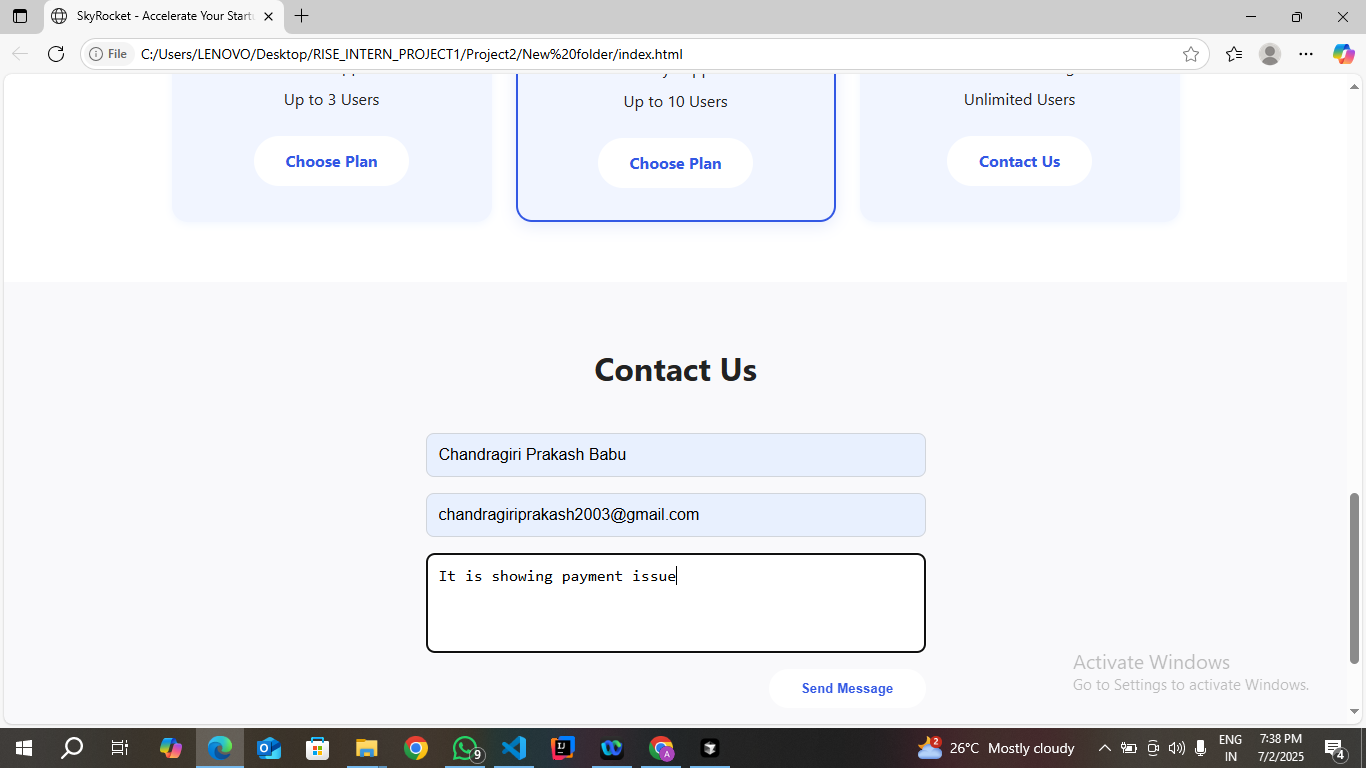 SkyRocket - Accelerate Your Start
File
C:/Users/LENOVO/Desktop/RISE_INTERN_PROJECT1/Project2/New%20folder/index.html
Up to 3 Users
Up to 10 Users
Unlimited Users
Choose Plan
Choose Plan
Contact Us
Contact Us
Chandragiri Prakash Babu
chandragiriprakash2003@gmail.com
It is showing payment issue
Send Message
Activate Windows
Go to Settings to activate Windows.
9
2
26°C Mostly cloudy
ENG
IN
7:38 PM
7/2/2025
4